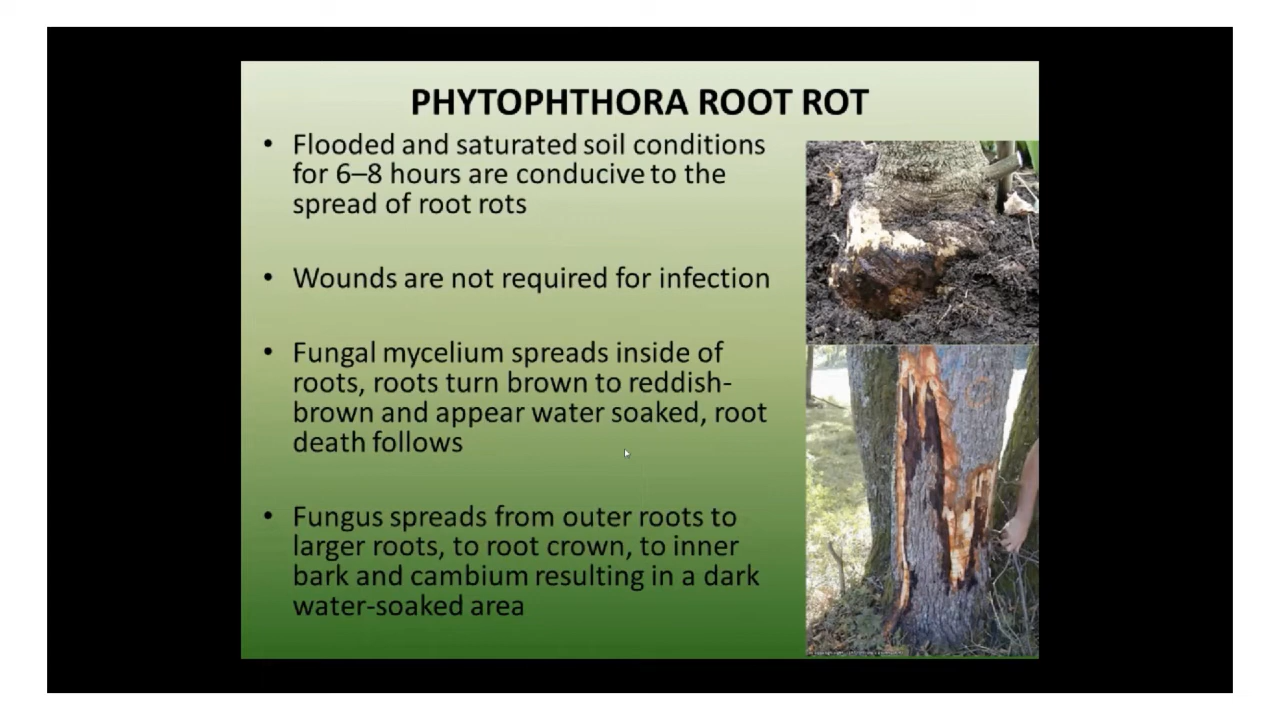 PHYTOPHTHORA ROOT ROT
• Flooded and saturated soil conditions
for 6–8 hours are conducive to the
spread of root rots
• Wounds are not required for infection
• Fungal mycelium spreads inside of
roots, roots turn brown to reddish-
brown and appear water soaked, root
death follows
• Fungus spreads from outer roots to
larger roots, to root crown, to inner
bark and cambium resulting in a dark
water-soaked area